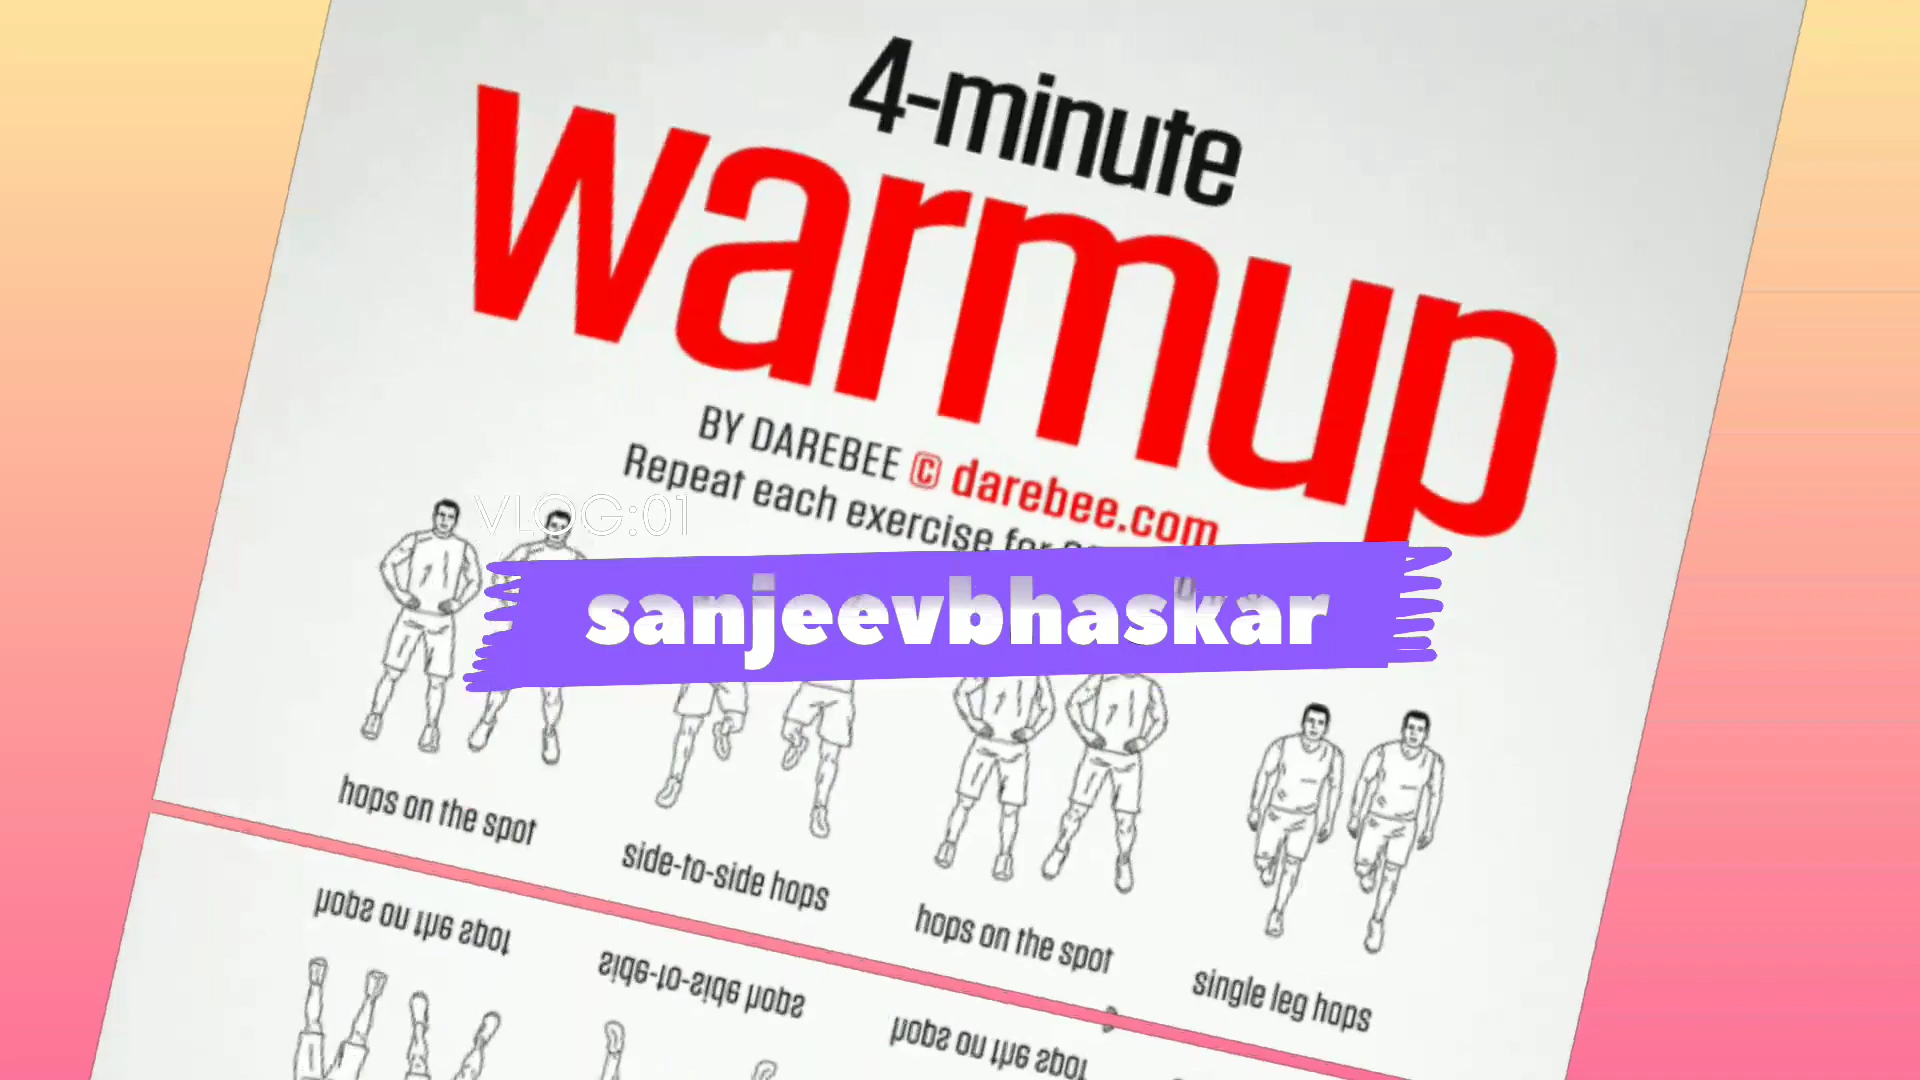 4-minute
warmup
BY DAREBEE © darebee.com
Repeat each exercise for
VLOG:01
sanjeevbhaskar
hops on the spot
side-to-side hops
hops on the spot
single leg hops
hops on the spot
side-to-side hops
hops on the spot